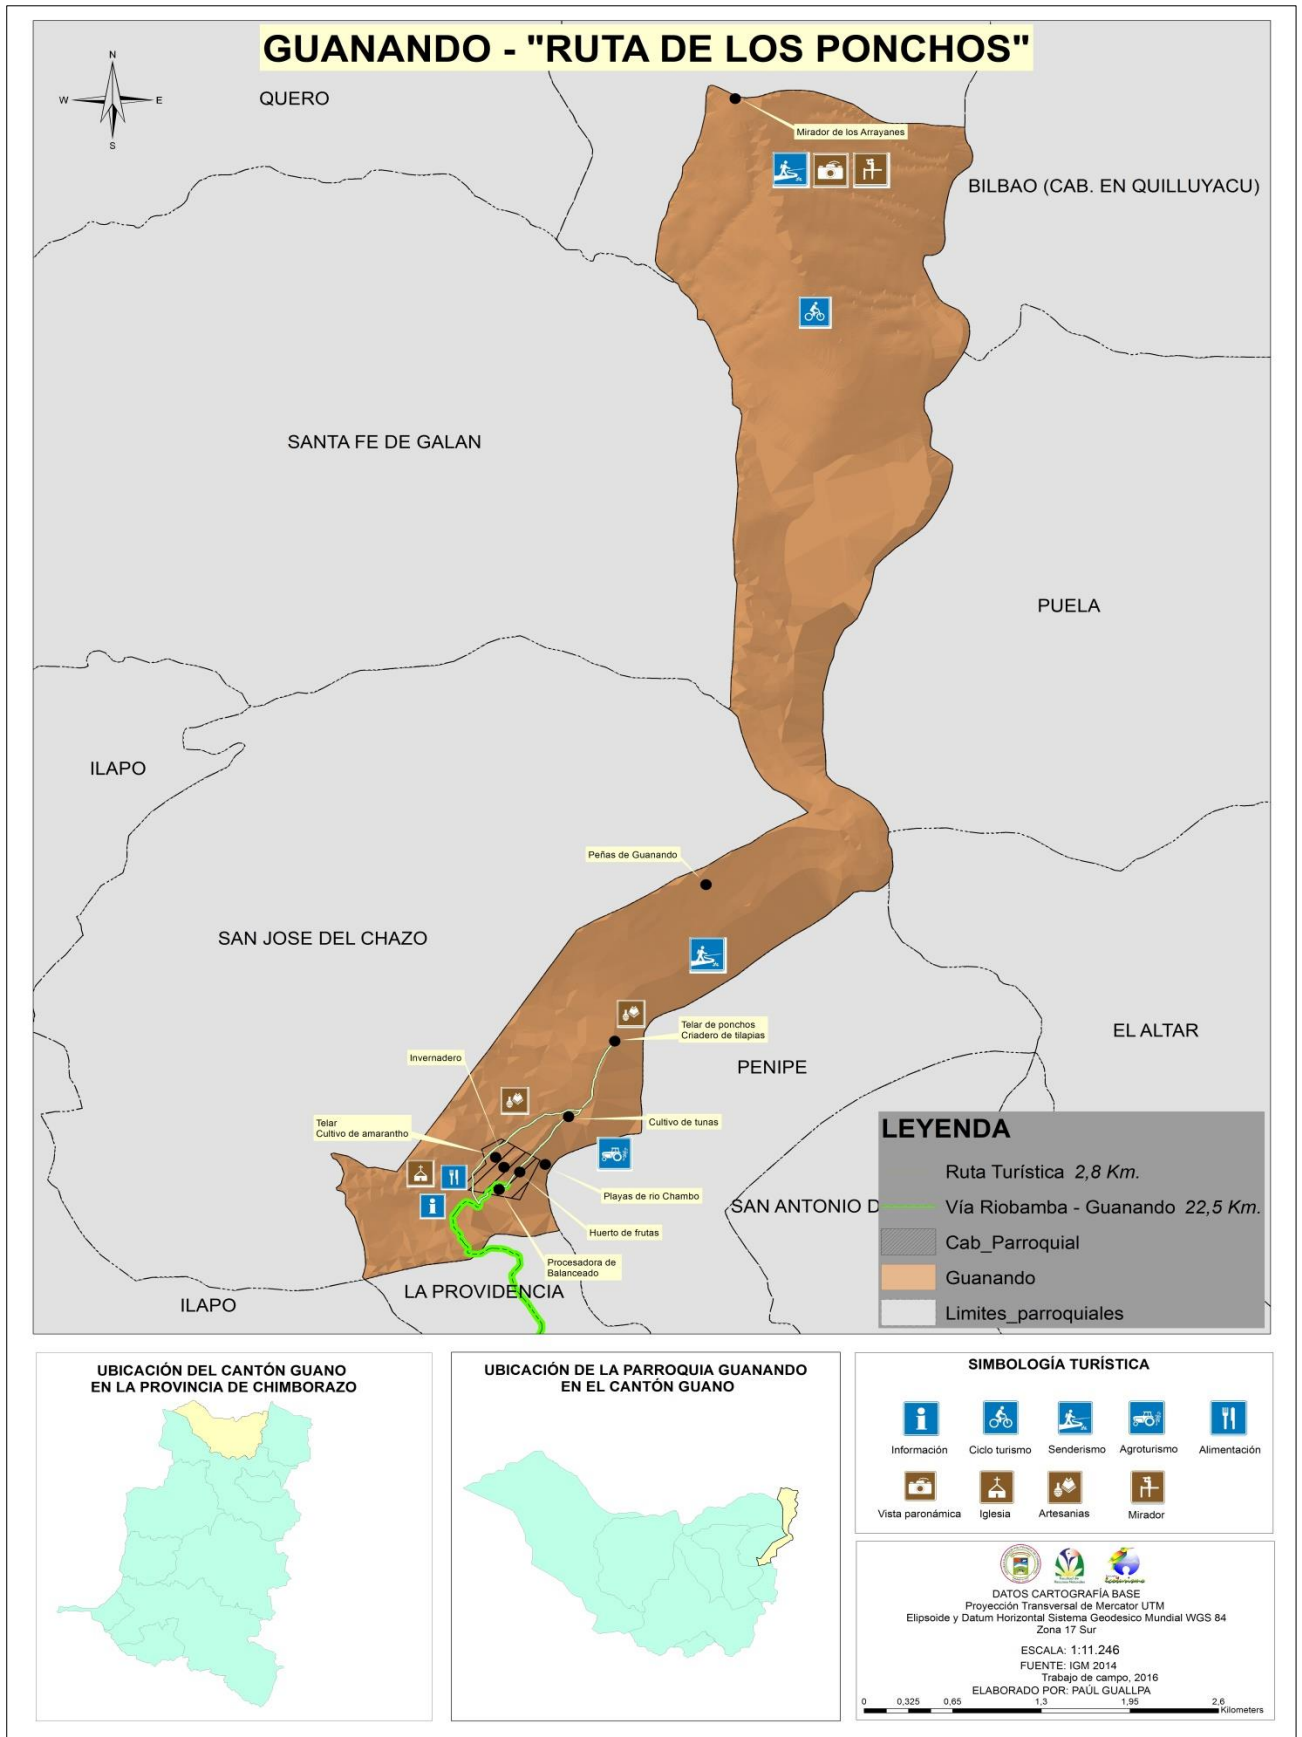 GUANANDO - "RUTA DE LOS PONCHOS"
N
W
E
S
QUERO
Mirador de los Arrayanes
BILBAO (CAB. EN QUILLUYACU)
SANTA FE DE GALAN
PUELA
ILAPO
Peñas de Guanando
SAN JOSE DEL CHAZO
EL ALTAR
Telar de ponchos
Criadero de tilapias
Invernadero
PENIPE
Telar
Cultivo de amarantho
Cultivo de tunas
Playas de rio Chambo
SAN ANTONIO D
Huerto de frutas
Procesadora de
Balanceado
LA PROVIDENCIA
ILAPO
LEYENDA
Ruta Turística 2,8 Km.
Vía Riobamba - Guanando 22,5 Km.
Cab_Parroquial
Guanando
Limites_parroquiales
UBICACIÓN DEL CANTÓN GUANO
EN LA PROVINCIA DE CHIMBORAZO
UBICACIÓN DE LA PARROQUIA GUANANDO
EN EL CANTÓN GUANO
SIMBOLOGÍA TURÍSTICA
Información
Ciclo turismo
Senderismo
Agroturismo
Alimentación
Vista paronámica
Iglesia
Artesanias
Mirador
DATOS CARTOGRAFÍA BASE
Proyección Transversal de Mercator UTM
Elipsoide y Datum Horizontal Sistema Geodesico Mundial WGS 84
Zona 17 Sur
ESCALA: 1:11.246
FUENTE: IGM 2014
Trabajo de campo, 2016
ELABORADO POR: PAÚL GUALLPA
0 0,325 0,65 1,3 1,95 2,6
Kilometers